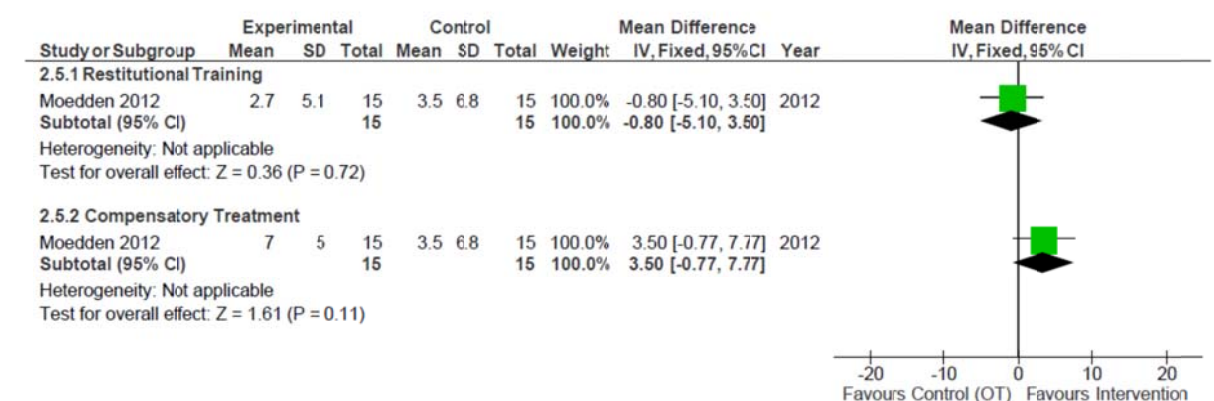 Experimental Control Mean Difference Mean Difference
Study or Subgroup Mean SD Total Mean SD Total Weight IV, Fixed, 95% CI Year IV, Fixed, 95% CI
2.5.1 Restitutional Training
Moedden 2012 2.7 5.1 15 3.5 6.8 15 100.0% -0.80 [-5.10, 3.50] 2012
Subtotal (95% CI) 15 15 100.0% -0.80 [-5.10, 3.50]
Heterogeneity: Not applicable
Test for overall effect: Z = 0.36 (P = 0.72)
2.5.2 Compensatory Treatment
Moedden 2012 7 5 15 3.5 6.8 15 100.0% 3.50 [-0.77, 7.77] 2012
Subtotal (95% CI) 15 15 100.0% 3.50 [-0.77, 7.77]
Heterogeneity: Not applicable
Test for overall effect: Z = 1.61 (P = 0.11)
-20 -10 0 10 20
Favours Control (OT) Favours Intervention